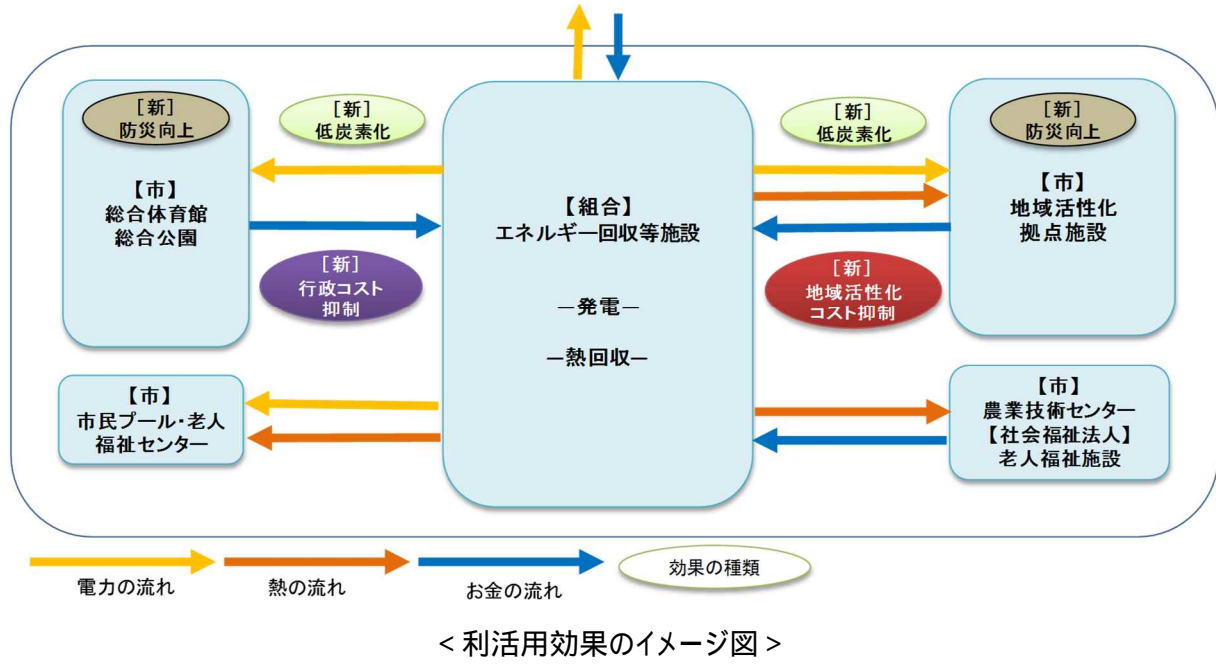 [新]
防災向上
【市】
総合体育館
総合公園
[新]
低炭素化
[新]
行政コスト
抑制
【市】
市民プール・老人
福祉センター
【組合】
エネルギー回収等施設
―発電―
―熱回収―
[新]
低炭素化
[新]
地域活性化
コスト抑制
[新]
防災向上
【市】
地域活性化
拠点施設
【市】
農業技術センター
【社会福祉法人】
老人福祉施設
電力の流れ
熱の流れ
お金の流れ
効果の種類
<利活用効果のイメージ図>